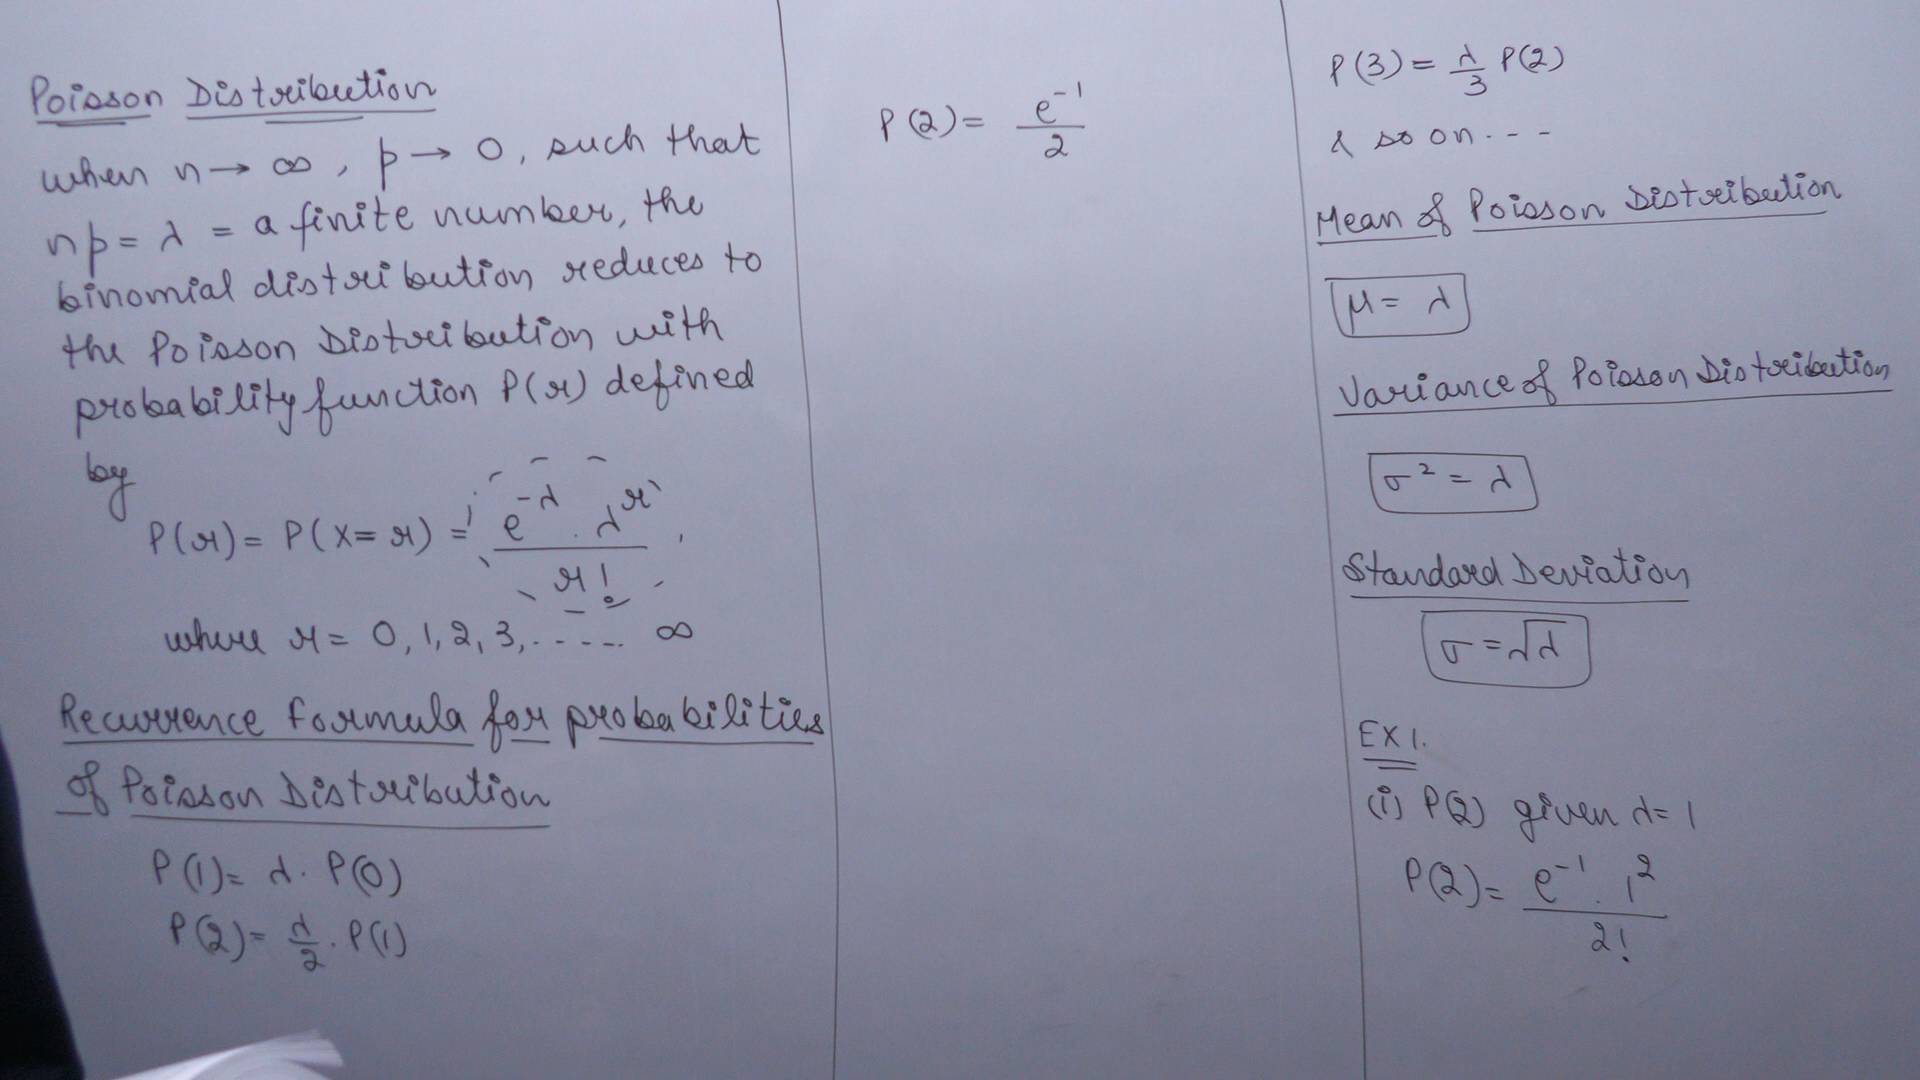 Poisson Distribution
when n → ∞, p → 0, such that
np = λ = a finite number, the
binomial distribution reduces to
the Poisson Distribution with
probability function P(r) defined
by
P(r) = P(X = r) = e^{-λ} . λ^r / r! ,
where r = 0, 1, 2, 3, ...... ∞
Recurrence Formula for probabilities
of Poisson Distribution
P(1) = λ . P(0)
P(2) = λ/2 . P(1)
P(2) = e^{-1} / 2
P(3) = λ/3 P(2)
& so on ...
Mean of Poisson Distribution
μ = λ
Variance of Poisson Distribution
σ² = λ
Standard Deviation
σ = √λ
EX 1.
(i) P(2) given λ = 1
P(2) = e^{-1} . 1² / 2!